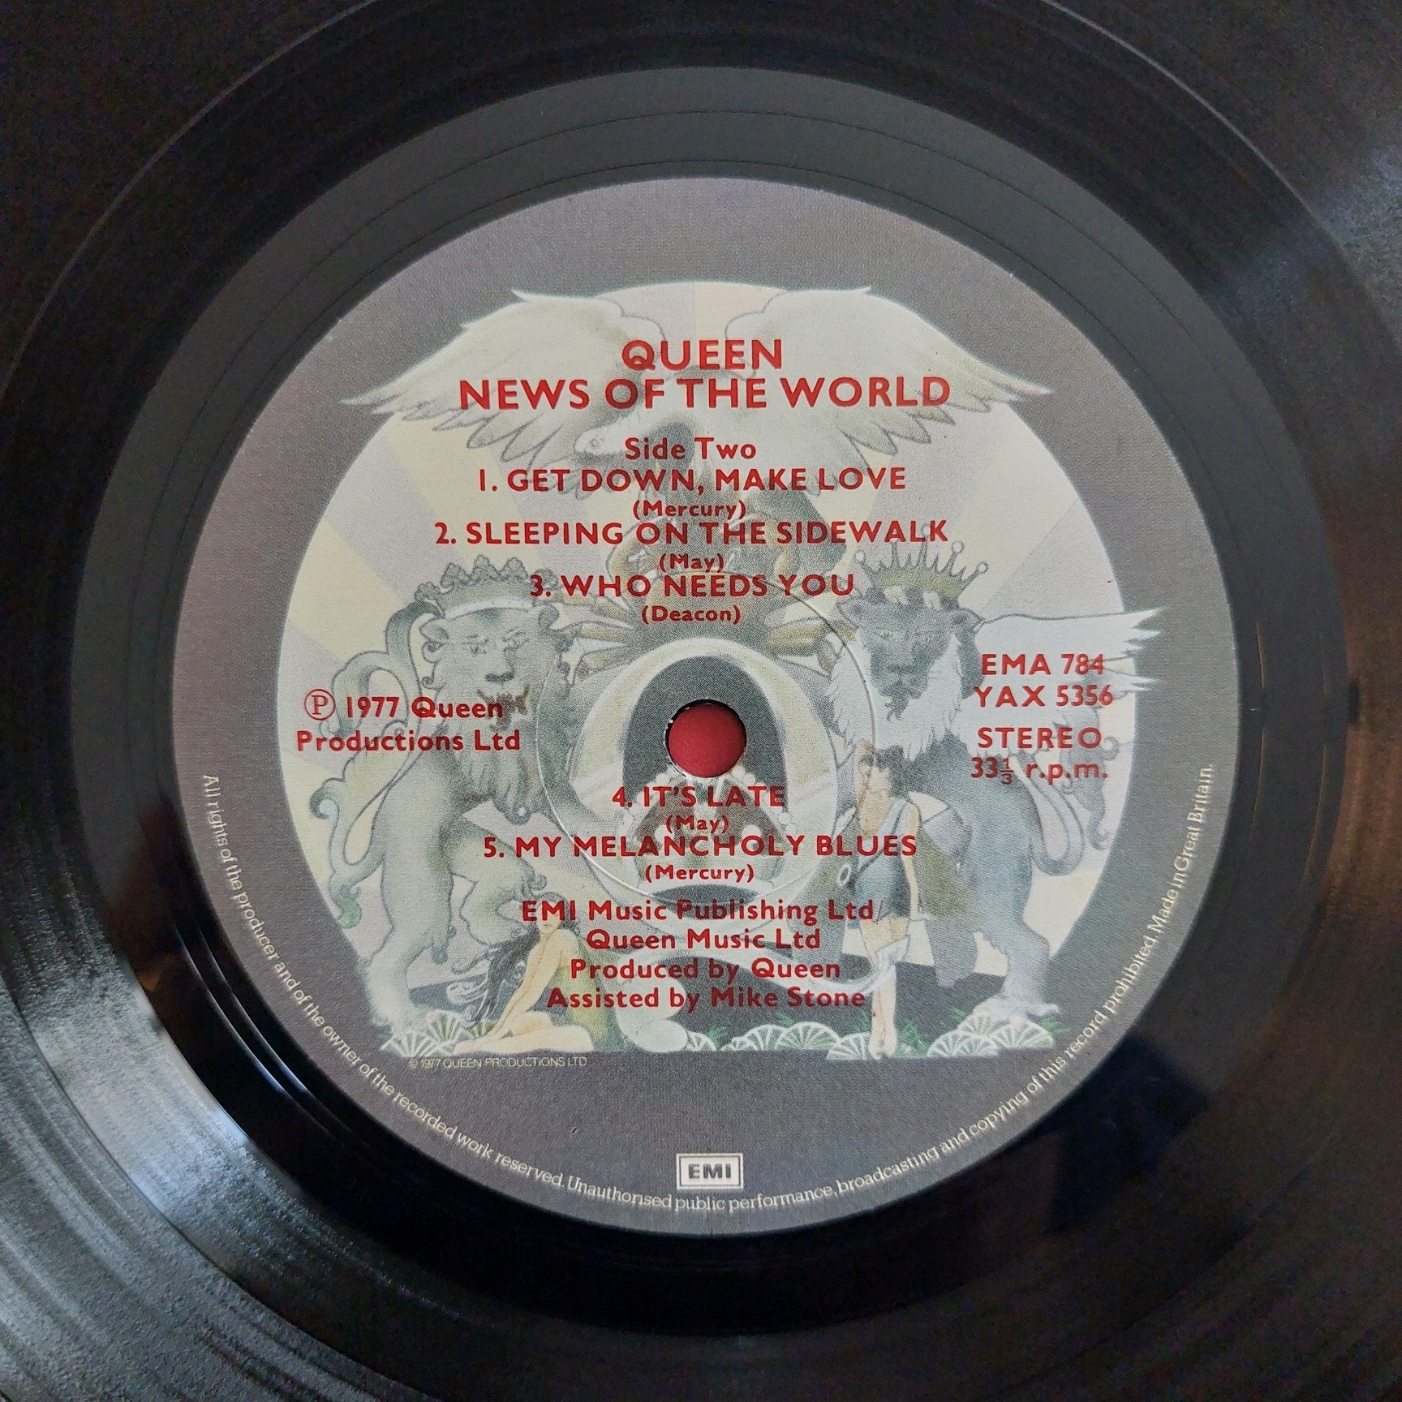 QUEEN
NEWS OF THE WORLD
Side Two
1. GET DOWN, MAKE LOVE
(Mercury)
2. SLEEPING ON THE SIDEWALK
(May)
3. WHO NEEDS YOU
(Deacon)
℗ 1977 Queen
Productions Ltd
EMA 784
YAX 5356
STEREO
33⅓ r.p.m.
4. IT'S LATE
(May)
5. MY MELANCHOLY BLUES
(Mercury)
EMI Music Publishing Ltd
Queen Music Ltd
Produced by Queen
Assisted by Mike Stone
© 1977 QUEEN PRODUCTIONS LTD
EMI
All rights of the producer and of the owner of the recorded work reserved. Unauthorised public performance, broadcasting and copying of this record prohibited. Made in Great Britain.